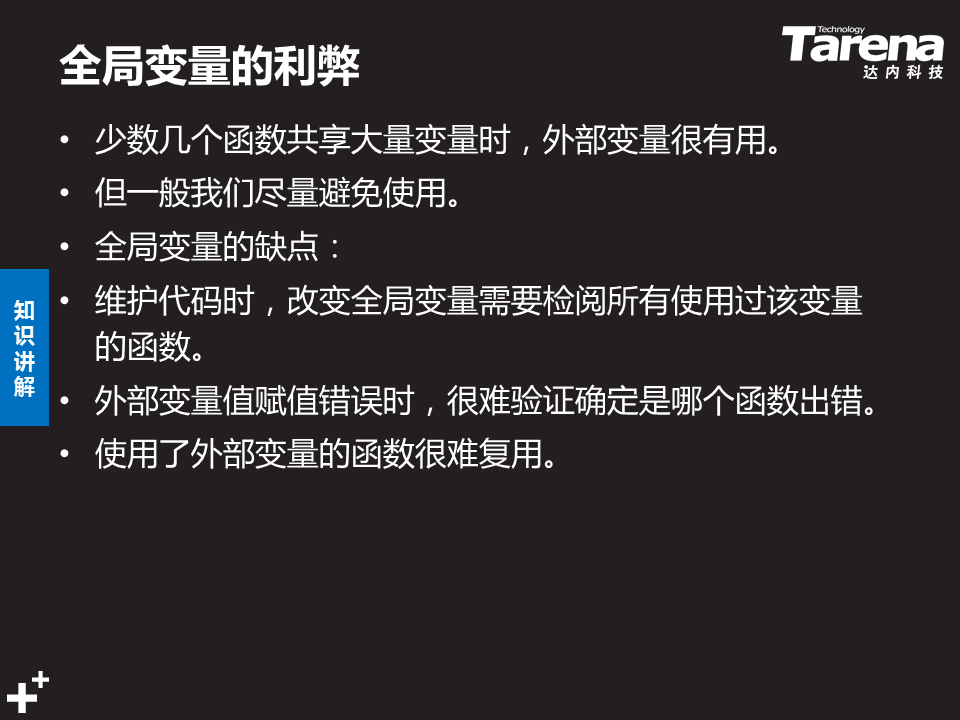 全局变量的利弊
Technology
Tarena
达内科技
• 少数几个函数共享大量变量时，外部变量很有用。
• 但一般我们尽量避免使用。
• 全局变量的缺点：
• 维护代码时，改变全局变量需要检阅所有使用过该变量
的函数。
• 外部变量值赋值错误时，很难验证确定是哪个函数出错。
• 使用了外部变量的函数很难复用。
知
识
讲
解